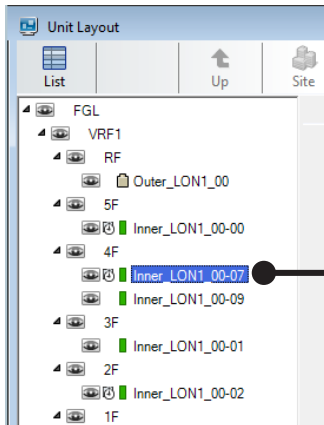 Unit Layout
List
Up
Site
FGL
VRF1
RF
Outer_LON1_00
5F
Inner_LON1_00-00
4F
Inner_LON1_00-07
Inner_LON1_00-09
3F
Inner_LON1_00-01
2F
Inner_LON1_00-02
1F